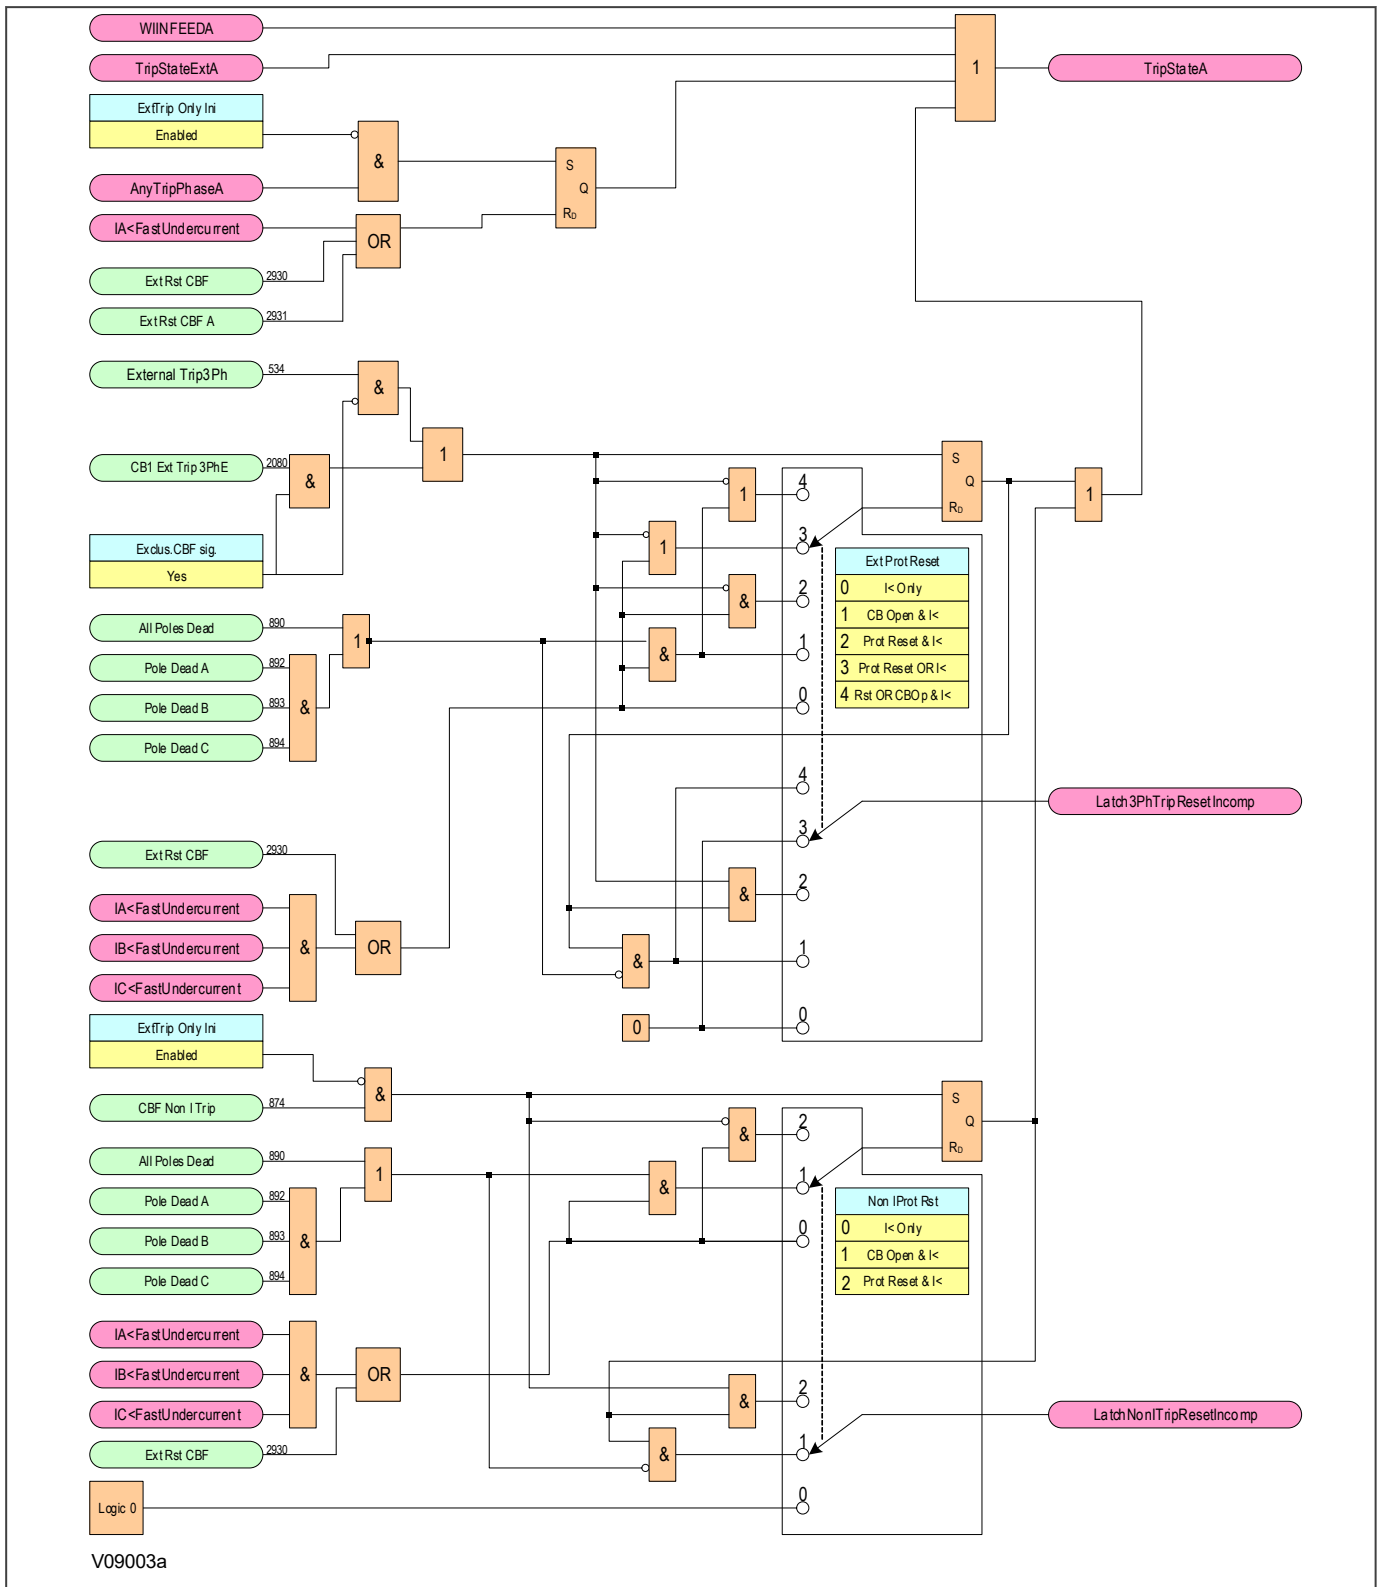 WIINFEEDA
TripStateExtA
1
TripStateA
ExtTrip Only Ini
Enabled
&
AnyTripPhaseA
S
Q
RD
IA<FastUndercurrent
OR
Ext Rst CBF
2930
Ext Rst CBF A
2931
External Trip3Ph
534
&
1
CB1 Ext Trip 3PhE
2080
&
Exclus.CBF sig.
Yes
S
Q
RD
1
1
4
1
3
&
2
&
1
0
Ext Prot Reset
0 I< Only
1 CB Open & I<
2 Prot Reset & I<
3 Prot Reset OR I<
4 Rst OR CBOp & I<
All Poles Dead
890
1
Pole Dead A
892
Pole Dead B
893
&
Pole Dead C
894
4
3
Latch3PhTripResetIncomp
&
2
&
1
0
0
Ext Rst CBF
2930
IA<FastUndercurrent
IB<FastUndercurrent
&
OR
IC<FastUndercurrent
ExtTrip Only Ini
Enabled
&
CBF Non I Trip
874
S
Q
RD
&
2
&
1
0
Non IProt Rst
0 I< Only
1 CB Open & I<
2 Prot Reset & I<
All Poles Dead
890
1
Pole Dead A
892
Pole Dead B
893
&
Pole Dead C
894
IA<FastUndercurrent
IB<FastUndercurrent
&
OR
IC<FastUndercurrent
Ext Rst CBF
2930
&
2
&
1
LatchNonITripResetIncomp
Logic 0
0
V09003a